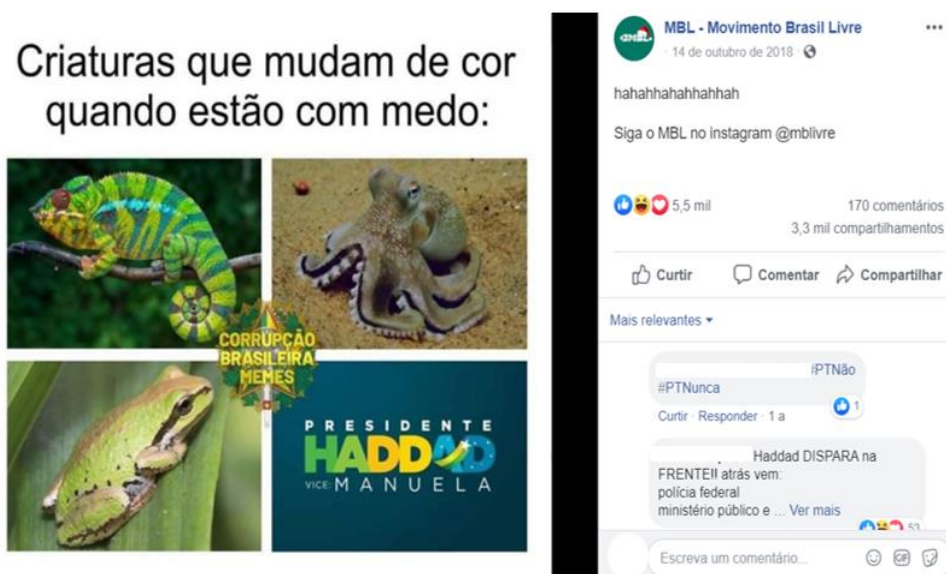 Criaturas que mudam de cor
quando estão com medo:
CORRUPÇÃO
BRASILEIRA
MEMES
PRESIDENTE
HADDAD
VICE: MANUELA
MBL - Movimento Brasil Livre
14 de outubro de 2018
hahahhahahhahhah
Siga o MBL no instagram @mblivre
5,5 mil
170 comentários
3,3 mil compartilhamentos
Curtir Comentar Compartilhar
Mais relevantes
#PTNão
#PTNunca
Curtir · Responder · 1 a
1
Haddad DISPARA na
FRENTE!! atrás vem:
polícia federal
ministério público e ... Ver mais
53
Escreva um comentário...
GIF